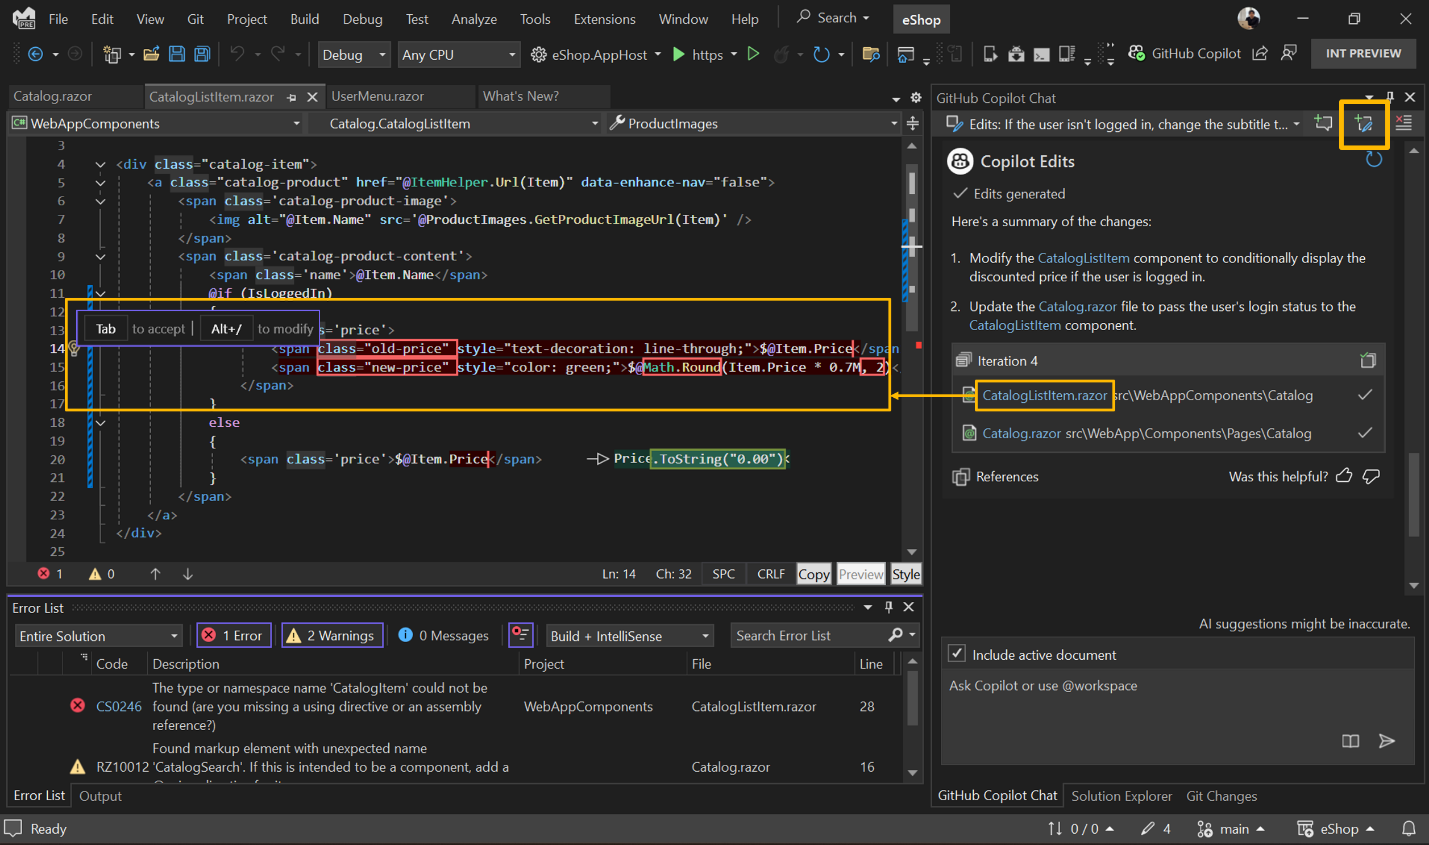 File Edit View Git Project Build Debug Test Analyze Tools Extensions Window Help Search eShop
PRE
Debug Any CPU eShop.AppHost https GitHub Copilot INT PREVIEW
Catalog.razor CatalogListItem.razor UserMenu.razor What's New?
WebAppComponents Catalog.CatalogListItem ProductImages
3
4 <div class="catalog-item">
5 <a class="catalog-product" href="@ItemHelper.Url(Item)" data-enhance-nav="false">
6 <span class='catalog-product-image'>
7 <img alt="@Item.Name" src='@ProductImages.GetProductImageUrl(Item)' />
8 </span>
9 <span class='catalog-product-content'>
10 <span class='name'>@Item.Name</span>
11 @if (IsLoggedIn)
12 {
13 ='price'>
Tab to accept | Alt+/ to modify
14 <span class="old-price" style="text-decoration: line-through;">$@Item.Price</span
15 <span class="new-price" style="color: green;">$@Math.Round(Item.Price * 0.7M, 2)<
16 </span>
17 }
18 else
19 {
20 <span class='price'>$@Item.Price</span> Price.ToString("0.00")<
21 }
22 </span>
23 </a>
24 </div>
25
1 0 Ln: 14 Ch: 32 SPC CRLF Copy Preview Style
Error List
Entire Solution 1 Error 2 Warnings 0 Messages Build + IntelliSense Search Error List
Code Description Project File Line
CS0246 The type or namespace name 'CatalogItem' could not be
found (are you missing a using directive or an assembly
reference?) WebAppComponents CatalogListItem.razor 28
Found markup element with unexpected name
RZ10012 'CatalogSearch'. If this is intended to be a component, add a Catalog.razor 16
Error List Output
GitHub Copilot Chat
Edits: If the user isn't logged in, change the subtitle t...
Copilot Edits
Edits generated
Here's a summary of the changes:
1. Modify the CatalogListItem component to conditionally display the
discounted price if the user is logged in.
2. Update the Catalog.razor file to pass the user's login status to the
CatalogListItem component.
Iteration 4
CatalogListItem.razor src\WebAppComponents\Catalog
Catalog.razor src\WebApp\Components\Pages\Catalog
References Was this helpful?
AI suggestions might be inaccurate.
Include active document
Ask Copilot or use @workspace
GitHub Copilot Chat Solution Explorer Git Changes
Ready 0 / 0 4 main eShop